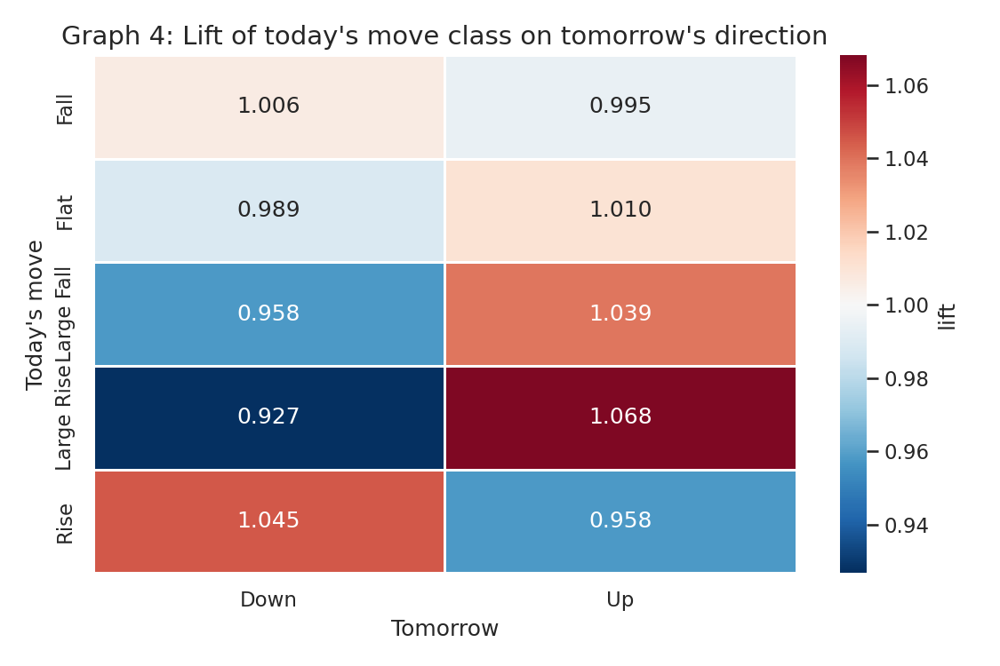 Graph 4: Lift of today's move class on tomorrow's direction
Today's move
Fall
1.006
0.995
Flat
0.989
1.010
Large Fall
0.958
1.039
Large Rise
0.927
1.068
Rise
1.045
0.958
Down
Up
Tomorrow
1.06
1.04
1.02
1.00
0.98
0.96
0.94
lift